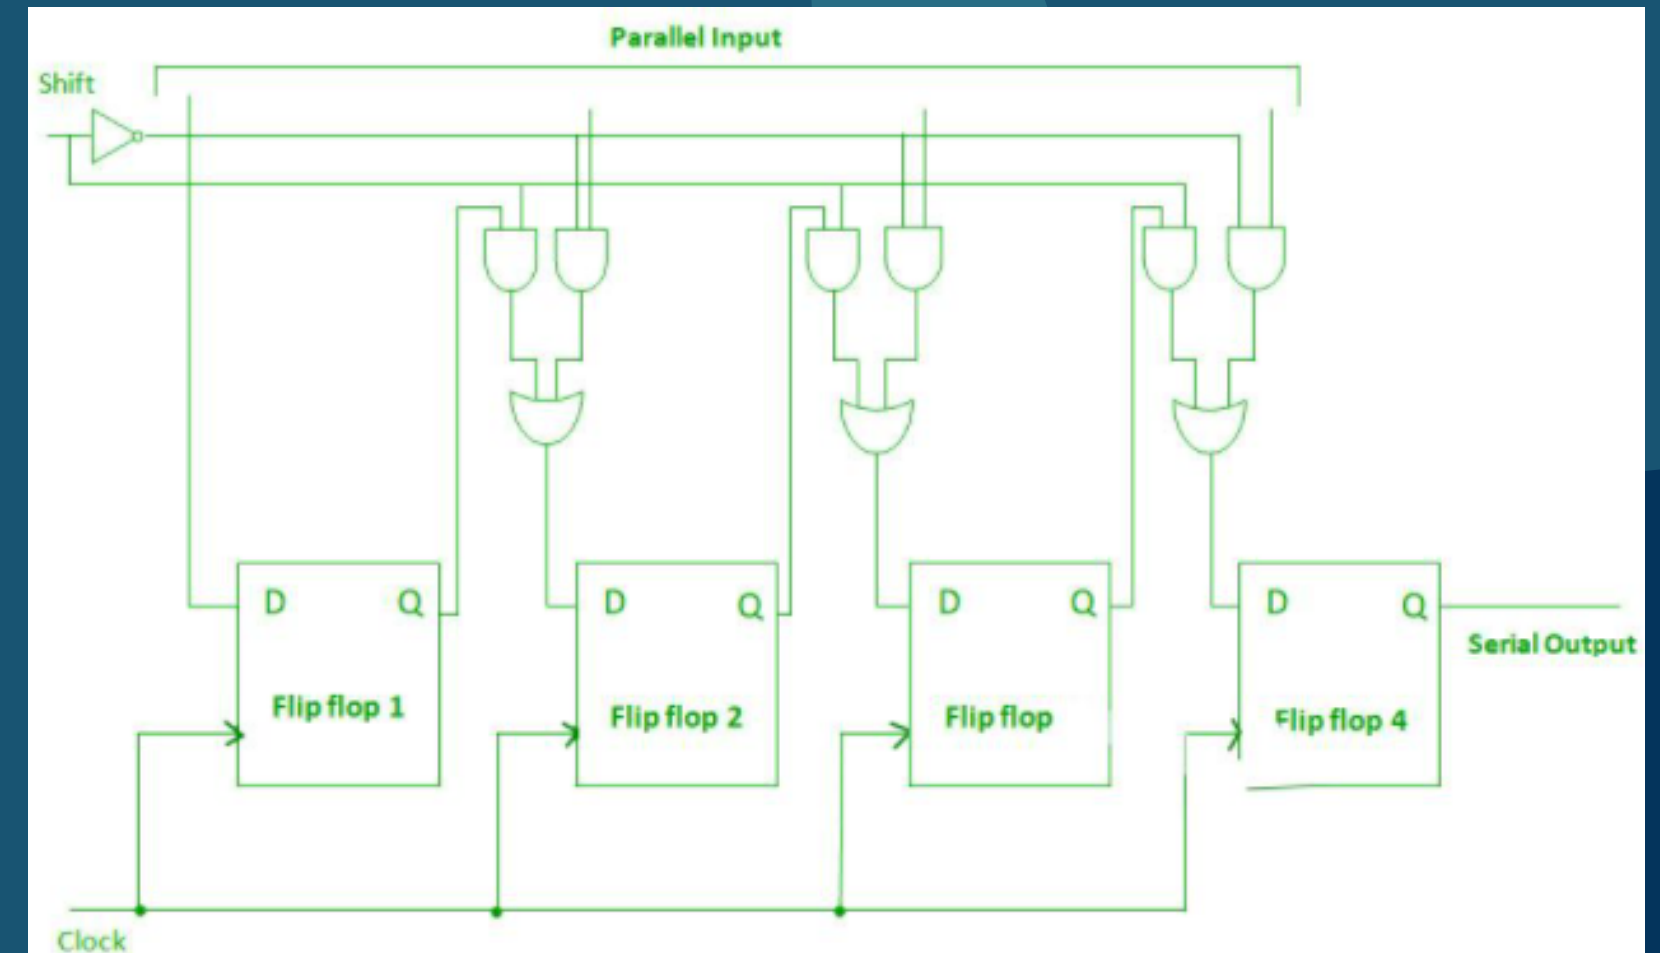 Parallel Input
Shift
D Q
D Q
D Q
D Q
Serial Output
Flip flop 1
Flip flop 2
Flip flop
Flip flop 4
Clock